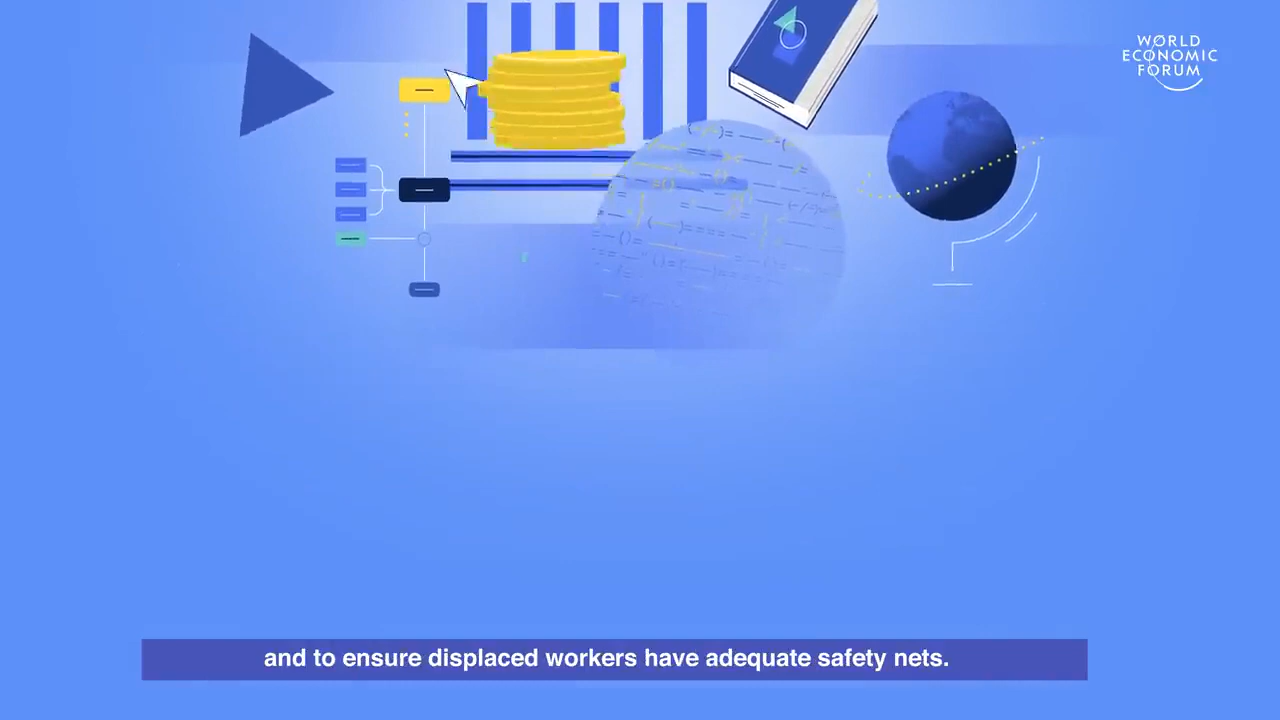 WORLD
ECONOMIC
FORUM
and to ensure displaced workers have adequate safety nets.